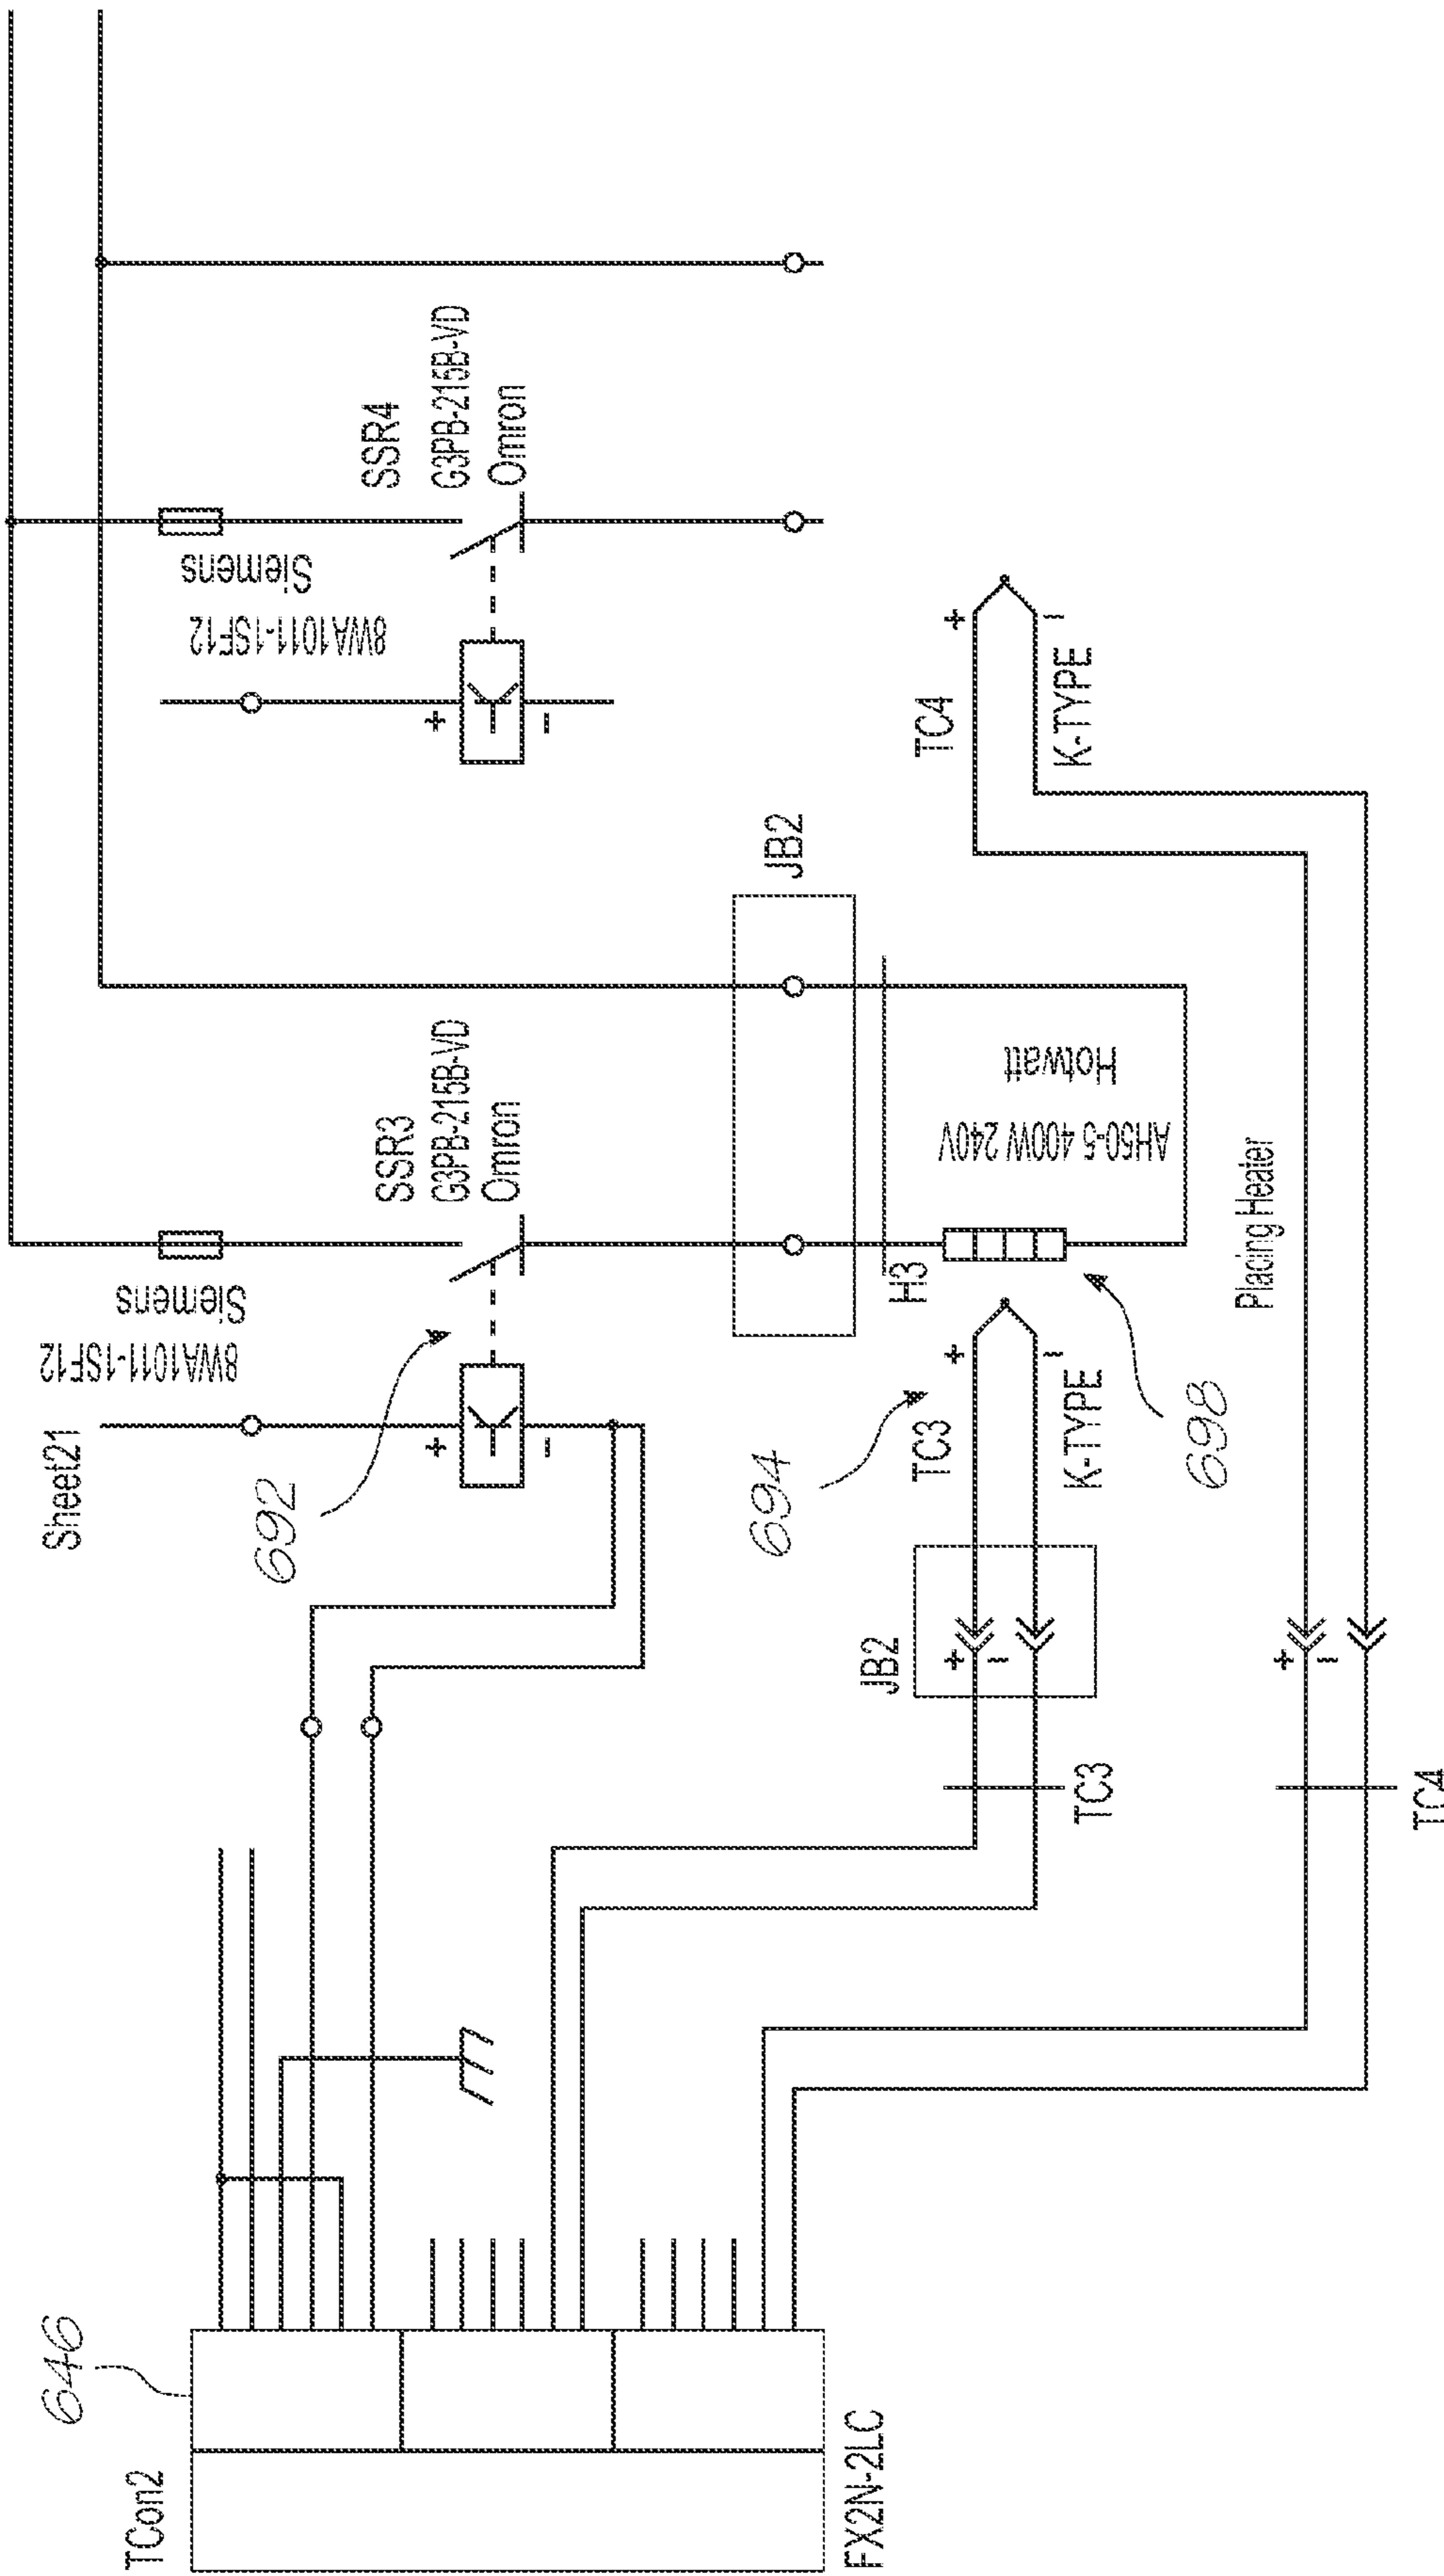 646
TCon2
FX2N-2LC
Sheet21
8WA1011-1SF12
Siemens
692
SSR3
G3PB-215B-VD
Omron
+
−
8WA1011-1SF12
Siemens
SSR4
G3PB-215B-VD
Omron
+
−
JB2
H3
AH50-5 400W 240V
Hotwatt
Placing Heater
698
694
TC3
+
−
K-TYPE
JB2
+
−
TC3
TC4
+
−
K-TYPE
+
−
TC4